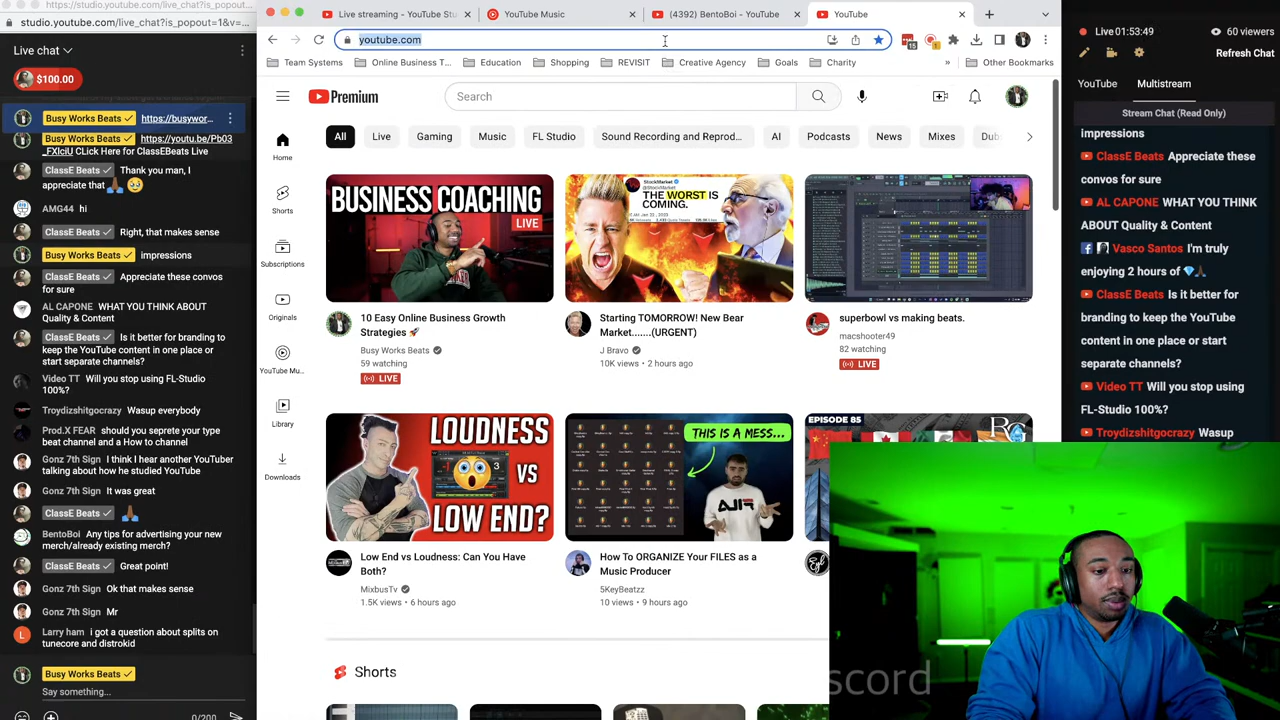 https://studio.youtube.com/live_chat?is_popout=1&v=
studio.youtube.com/live_chat?is_popout=1&v=...
Live chat
$100.00
Busy Works Beats https://busywor...
Busy Works Beats https://youtu.be/Pb03
_FXIciU CLick Here for ClassEBeats Live
ClassE Beats Thank you man, I
appreciate that
AMG44 hi
ClassE Beats Right, that makes sense
Busy Works Beats impressions
ClassE Beats Appreciate these convos
for sure
AL CAPONE WHAT YOU THINK ABOUT
Quality & Content
ClassE Beats Is it better for branding to
keep the YouTube content in one place or
start separate channels?
Video TT Will you stop using FL-Studio
100%?
Troydizshitgocrazy Wasup everybody
Prod.X FEAR should you seprete your type
beat channel and a How to channel
Gonz 7th Sign I think I hear another YouTuber
talking about how he studied YouTube
Gonz 7th Sign It was great
ClassE Beats
BentoBoi Any tips for advertising your new
merch/already existing merch?
ClassE Beats Great point!
Gonz 7th Sign Ok that makes sense
Gonz 7th Sign Mr
L Larry ham i got a question about splits on
tunecore and distrokid
Busy Works Beats
Say something...
0/200
Live streaming - YouTube Stu
YouTube Music
(4392) BentoBoi - YouTube
YouTube
youtube.com
15
1
Team Systems
Online Business T...
Education
Shopping
REVISIT
Creative Agency
Goals
Charity
»
Other Bookmarks
Premium
Search
All
Live
Gaming
Music
FL Studio
Sound Recording and Reprod...
AI
Podcasts
News
Mixes
Dub
Home
Shorts
Subscriptions
Originals
YouTube Mu...
Library
Downloads
BUSINESS COACHING
LIVE
10 Easy Online Business Growth
Strategies 🚀
Busy Works Beats
59 watching
LIVE
StockMarket
@StockMarket
THE WORST IS
COMING.
Starting TOMORROW! New Bear
Market.......(URGENT)
J Bravo
10K views • 2 hours ago
superbowl vs making beats.
macshooter49
82 watching
LIVE
LOUDNESS
VS
LOW END?
Low End vs Loudness: Can You Have
Both?
MixbusTv
1.5K views • 6 hours ago
THIS IS A MESS...
How To ORGANIZE Your FILES as a
Music Producer
5KeyBeatzz
10 views • 9 hours ago
EPISODE 85
Shorts
scord
Live 01:53:49
60 viewers
Refresh Chat
YouTube
Multistream
Stream Chat (Read Only)
impressions
ClassE Beats Appreciate these
convos for sure
AL CAPONE WHAT YOU THINK
ABOUT Quality & Content
Vasco Santos I'm truly
enjoying 2 hours of 💎.
ClassE Beats Is it better for
branding to keep the YouTube
content in one place or start
separate channels?
Video TT Will you stop using
FL-Studio 100%?
Troydizshitgocrazy Wasup